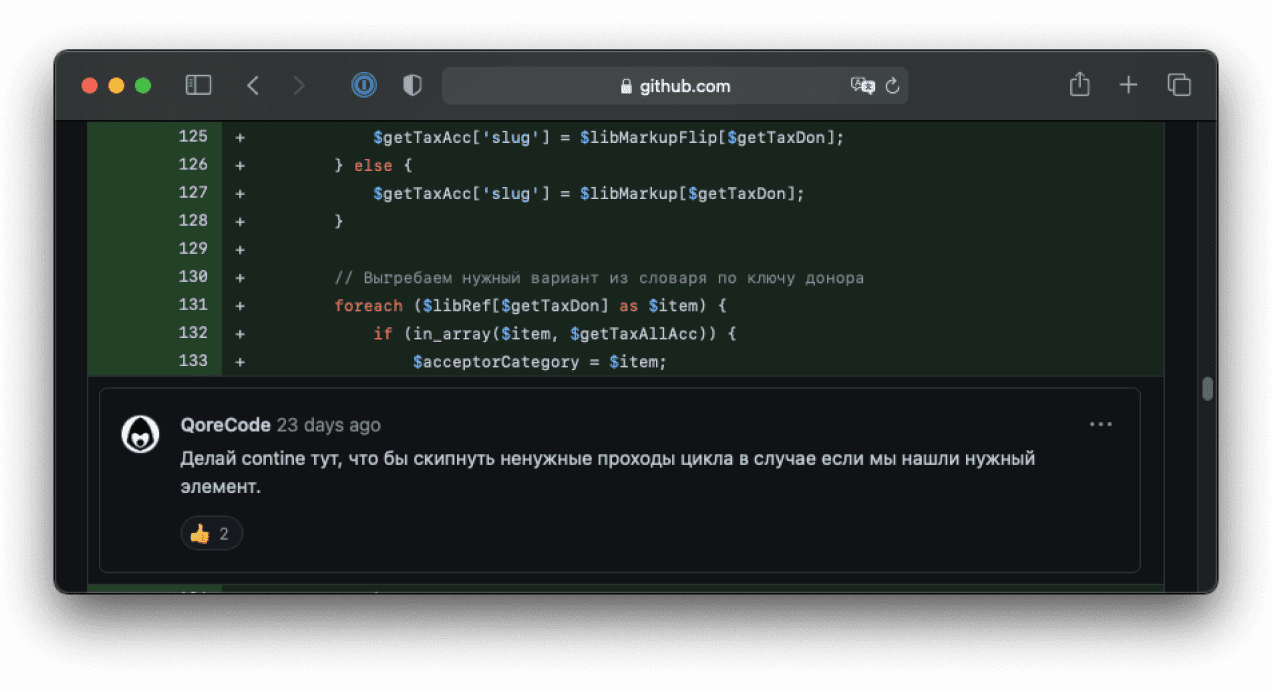 github.com
125 + $getTaxAcc['slug'] = $libMarkupFlip[$getTaxDon];
126 + } else {
127 + $getTaxAcc['slug'] = $libMarkup[$getTaxDon];
128 + }
129 +
130 + // Выгребаем нужный вариант из словаря по ключу донора
131 + foreach ($libRef[$getTaxDon] as $item) {
132 + if (in_array($item, $getTaxAllAcc)) {
133 + $acceptorCategory = $item;
QoreCode 23 days ago
Делай contine тут, что бы скипнуть ненужные проходы цикла в случае если мы нашли нужный
элемент.
👍 2